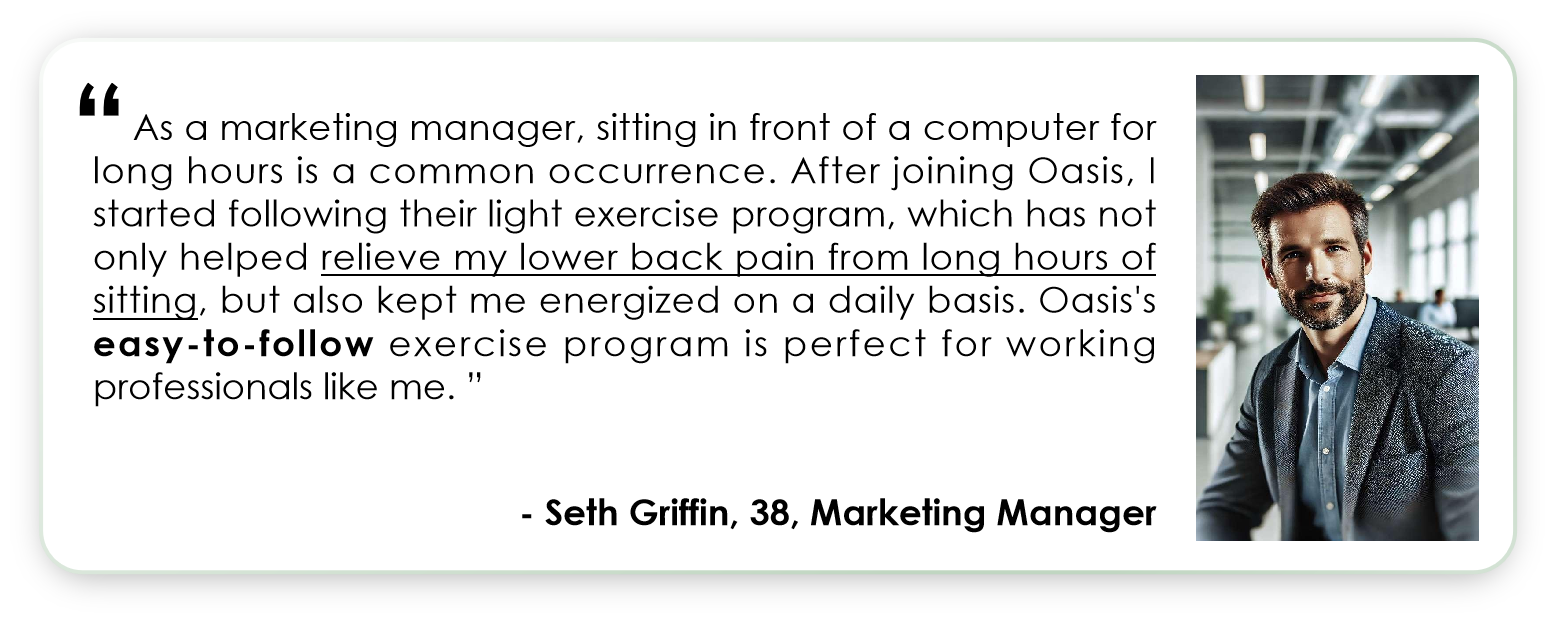 “ As a marketing manager, sitting in front of a computer for
long hours is a common occurrence. After joining Oasis, I
started following their light exercise program, which has not
only helped relieve my lower back pain from long hours of
sitting, but also kept me energized on a daily basis. Oasis's
easy-to-follow exercise program is perfect for working
professionals like me. ”
- Seth Griffin, 38, Marketing Manager